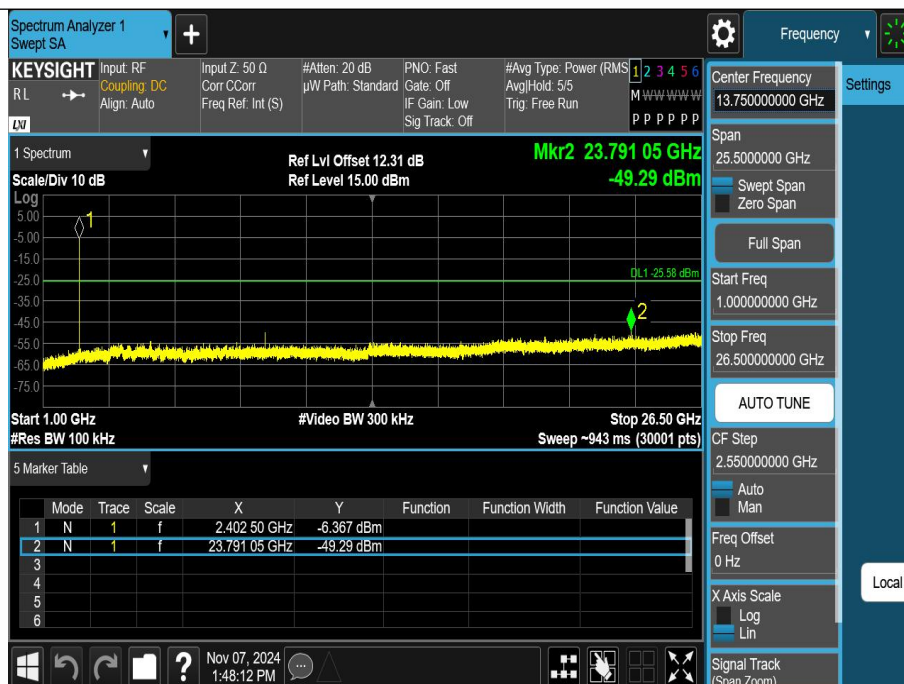 Spectrum Analyzer 1
Swept SA
Frequency
KEYSIGHT
RL
LXI
Input: RF
Coupling: DC
Align: Auto
Input Z: 50 Ω
Corr CCorr
Freq Ref: Int (S)
#Atten: 20 dB
µW Path: Standard
PNO: Fast
Gate: Off
IF Gain: Low
Sig Track: Off
#Avg Type: Power (RMS
Avg|Hold: 5/5
Trig: Free Run
1 2 3 4 5 6
M W W W W W
P P P P P P
1 Spectrum
Scale/Div 10 dB
Ref Lvl Offset 12.31 dB
Ref Level 15.00 dBm
Mkr2 23.791 05 GHz
-49.29 dBm
Log
5.00
-5.00
-15.0
-25.0
-35.0
-45.0
-55.0
-65.0
-75.0
1
DL1 -25.58 dBm
2
Start 1.00 GHz
#Video BW 300 kHz
Stop 26.50 GHz
#Res BW 100 kHz
Sweep ~943 ms (30001 pts)
5 Marker Table
Mode Trace Scale X Y Function Function Width Function Value
1 N 1 f 2.402 50 GHz -6.367 dBm
2 N 1 f 23.791 05 GHz -49.29 dBm
3
4
5
6
Nov 07, 2024
1:48:12 PM
?
Center Frequency
13.750000000 GHz
Settings
Span
25.5000000 GHz
Swept Span
Zero Span
Full Span
Start Freq
1.000000000 GHz
Stop Freq
26.500000000 GHz
AUTO TUNE
CF Step
2.550000000 GHz
Auto
Man
Freq Offset
0 Hz
X Axis Scale
Log
Lin
Local
Signal Track
(Span Zoom)